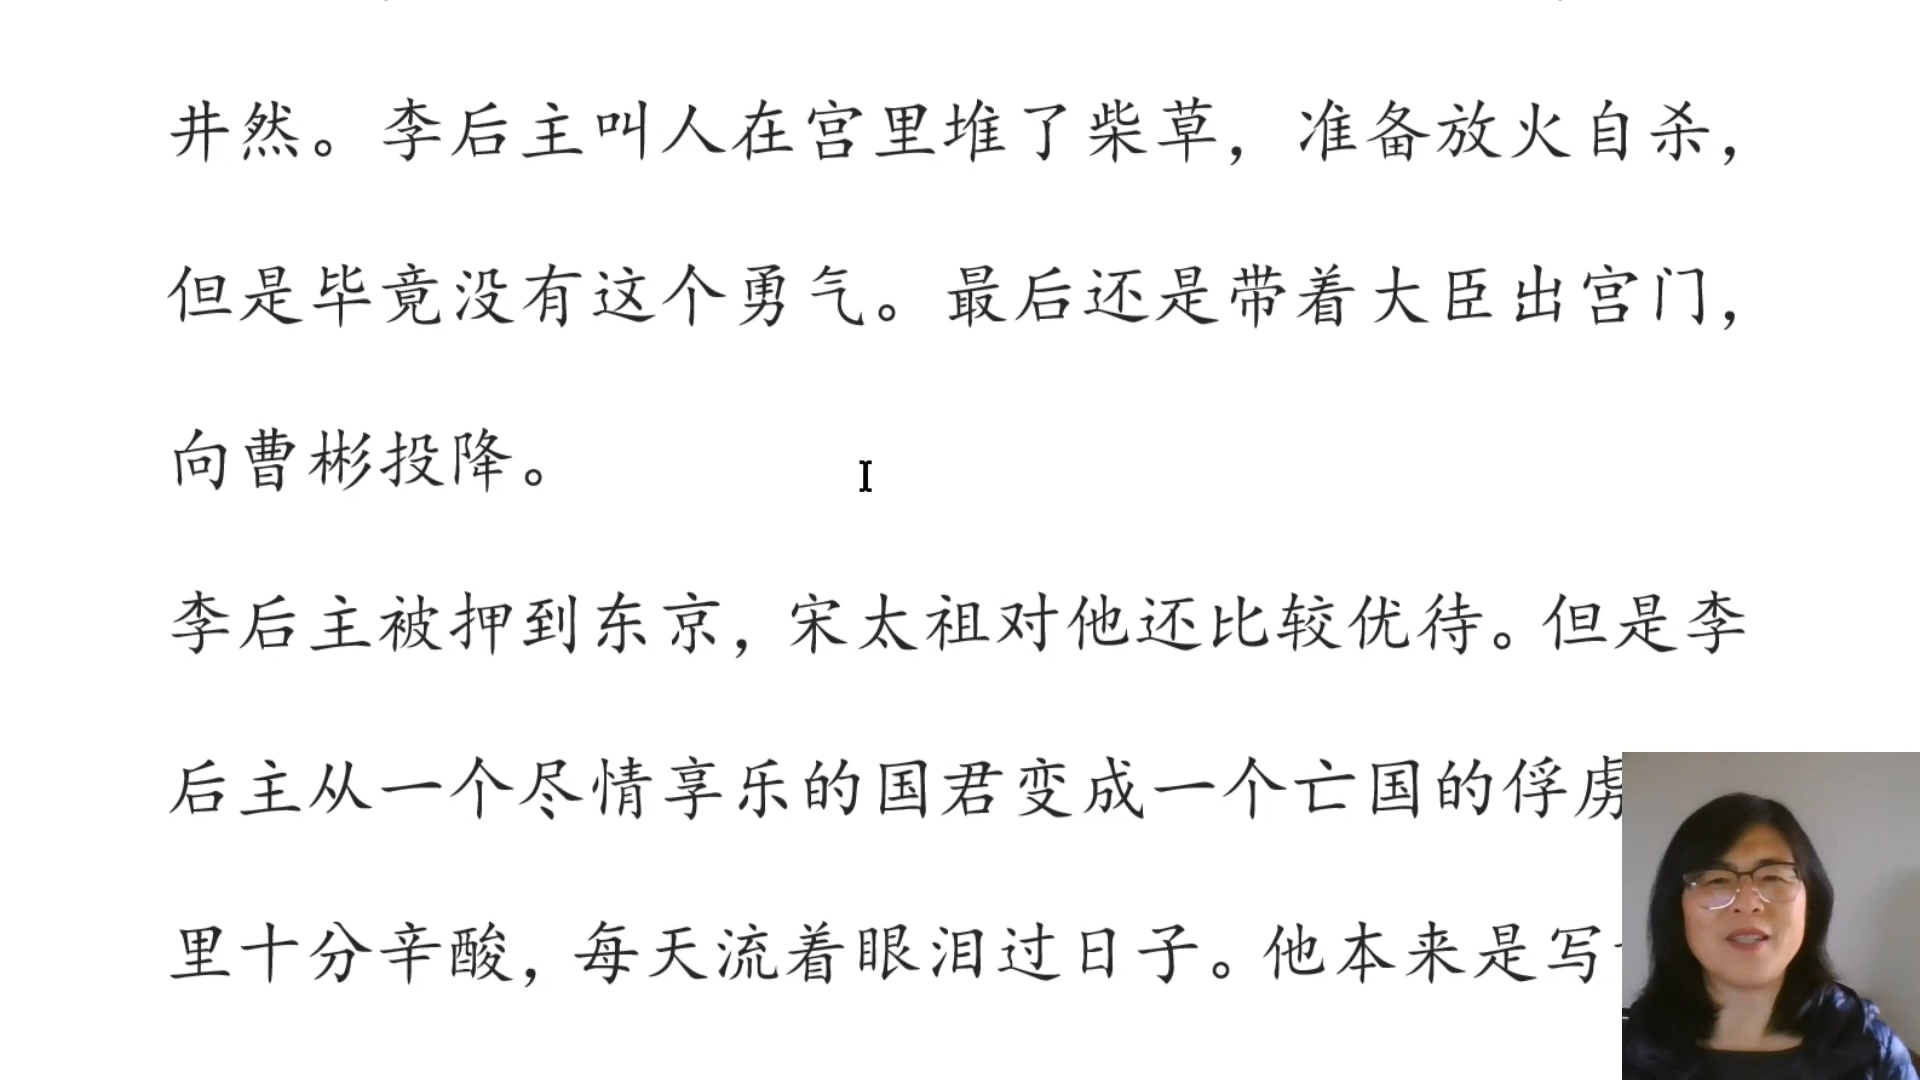 井然。李后主叫人在宫里堆了柴草，准备放火自杀，
但是毕竟没有这个勇气。最后还是带着大臣出宫门，
向曹彬投降。
李后主被押到东京，宋太祖对他还比较优待。但是李
后主从一个尽情享乐的国君变成一个亡国的俘虏
里十分辛酸，每天流着眼泪过日子。他本来是写